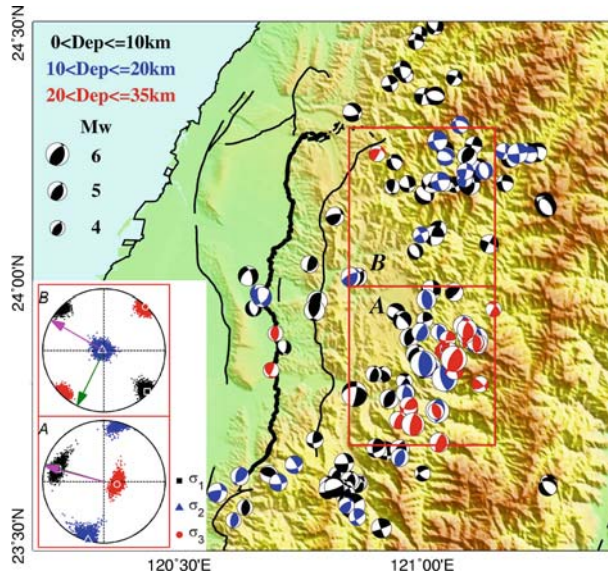 24°30'N
0<Dep<=10km
10<Dep<=20km
20<Dep<=35km
Mw
6
5
4
B
24°00'N
A
B
A
σ1
σ2
σ3
23°30'N
120°30'E
121°00'E